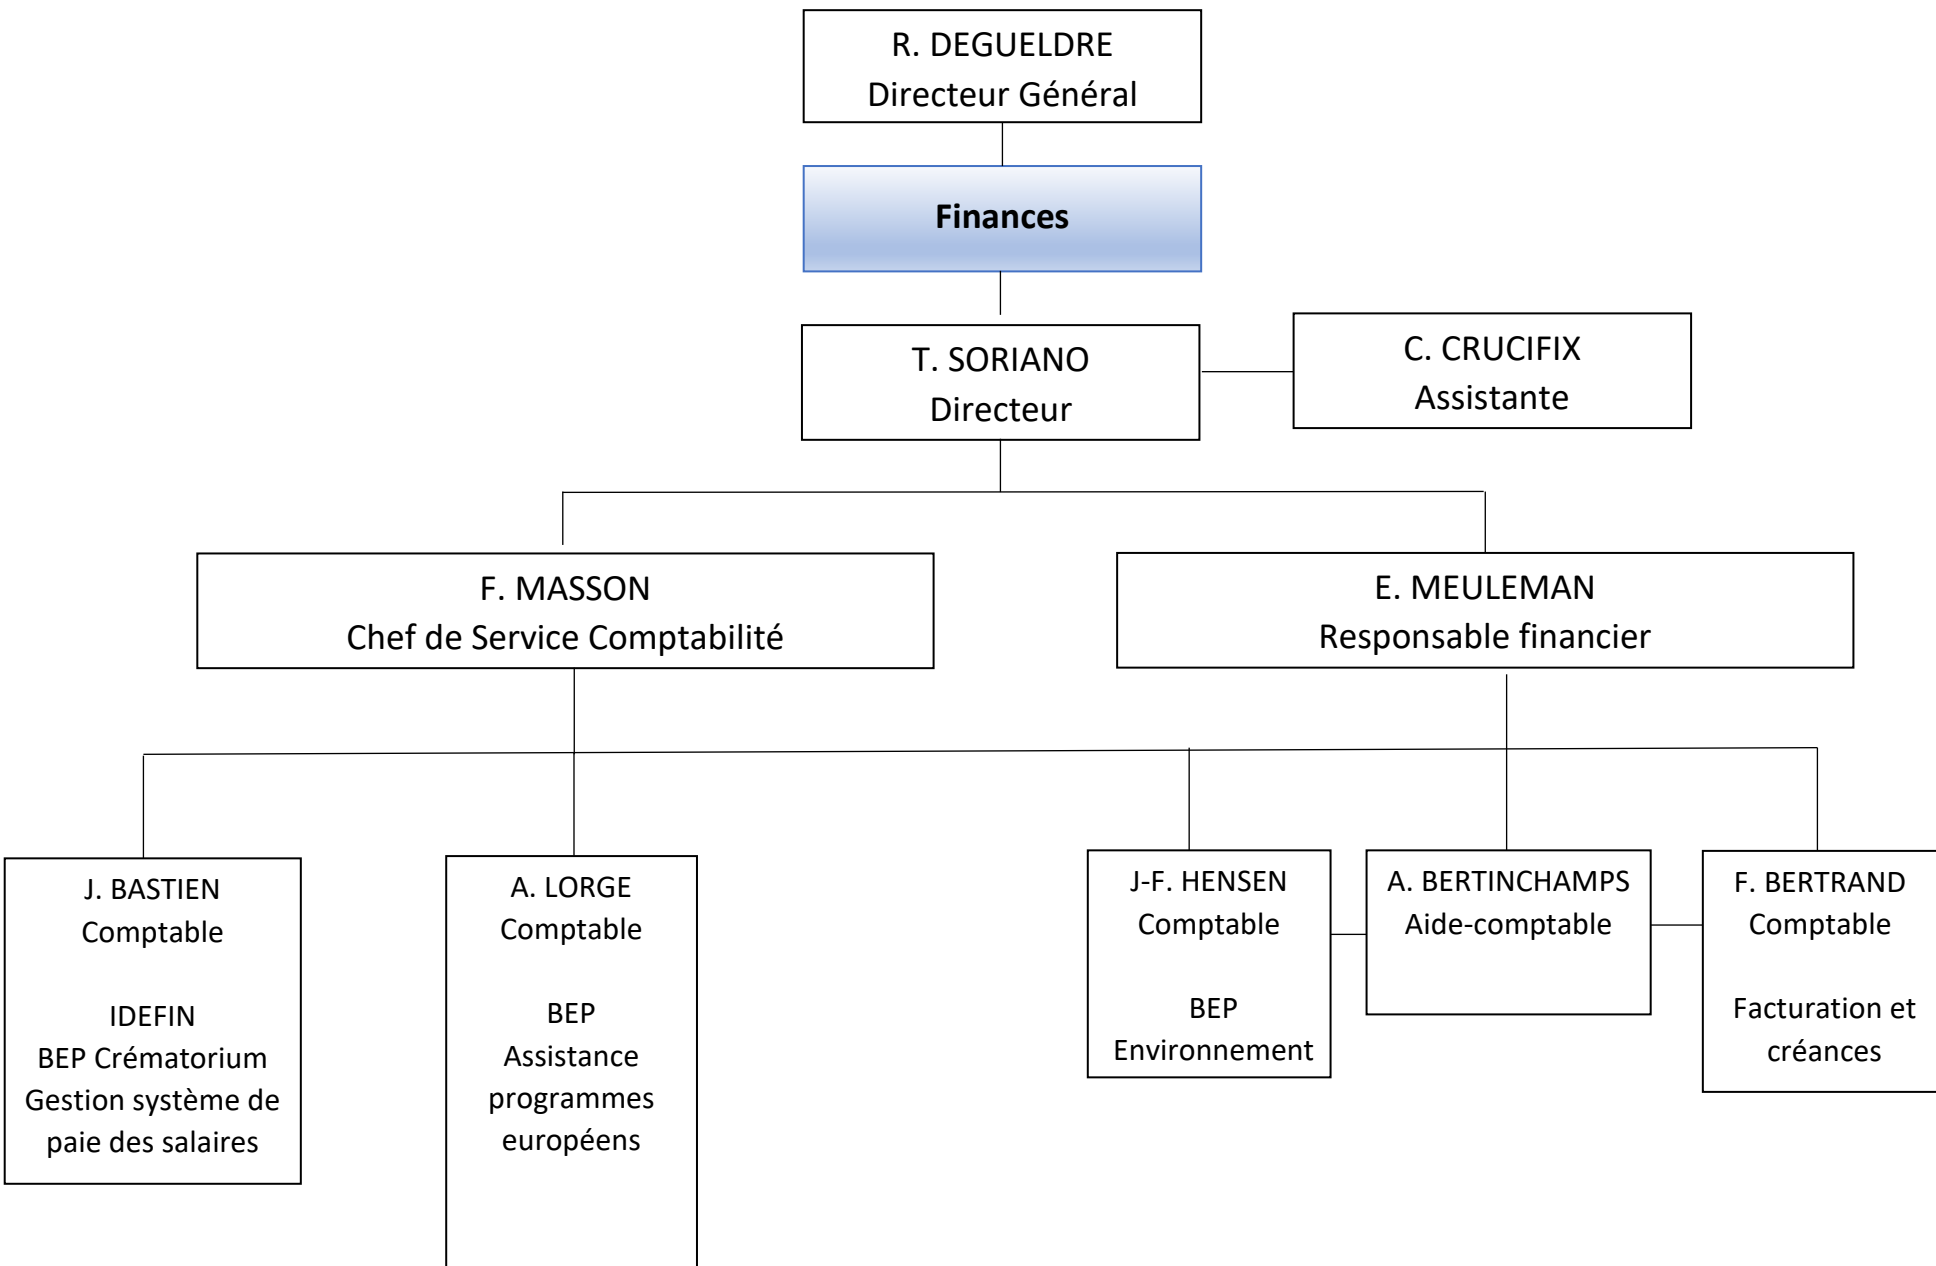 R. DEGUELDRE
Directeur Général
Finances
T. SORIANO
Directeur
C. CRUCIFIX
Assistante
F. MASSON
Chef de Service Comptabilité
E. MEULEMAN
Responsable financier
J. BASTIEN
Comptable
IDEFIN
BEP Crématorium
Gestion système de
paie des salaires
A. LORGE
Comptable
BEP
Assistance
programmes
européens
J-F. HENSEN
Comptable
BEP
Environnement
A. BERTINCHAMPS
Aide-comptable
F. BERTRAND
Comptable
Facturation et
créances